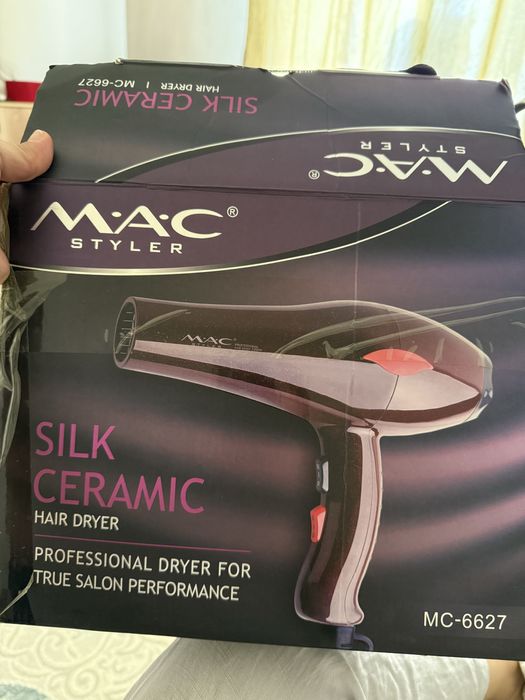 SILK CERAMIC
HAIR DRYER | MC-6627
M·A·C®
STYLER
M·A·C®
STYLER
M·A·C
SILK
CERAMIC
HAIR DRYER
PROFESSIONAL DRYER FOR
TRUE SALON PERFORMANCE
MC-6627